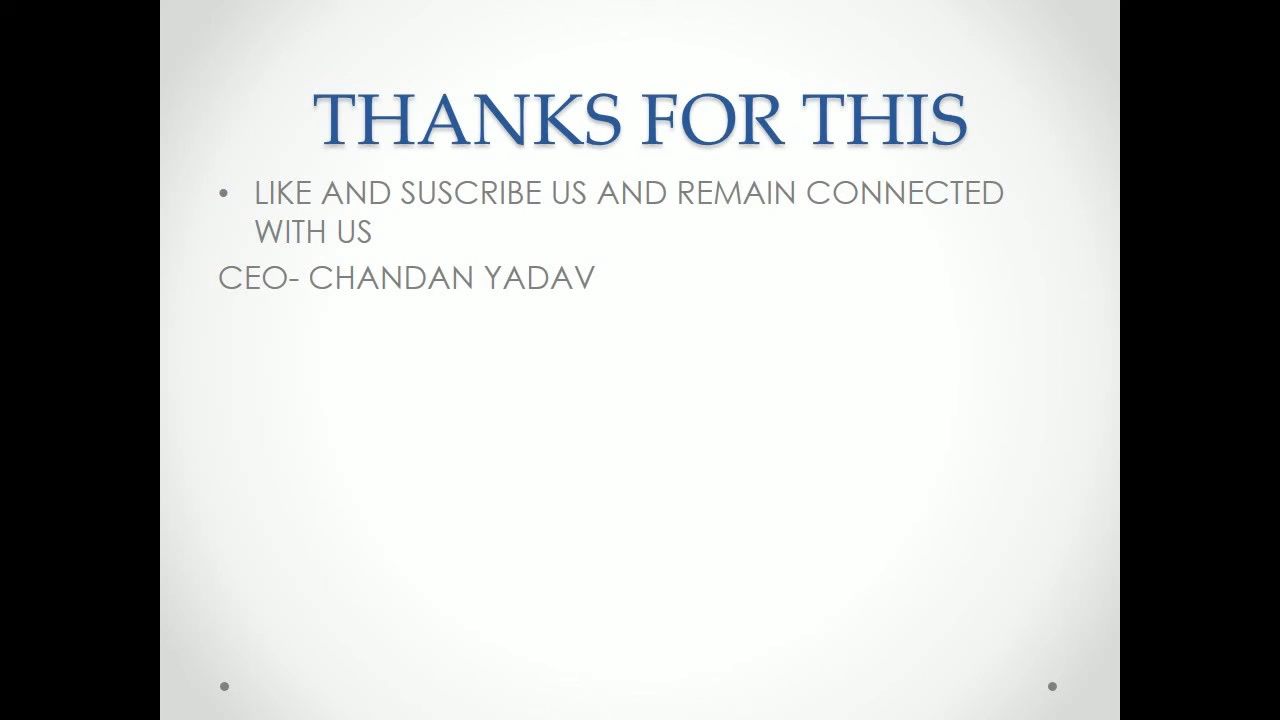 THANKS FOR THIS
• LIKE AND SUSCRIBE US AND REMAIN CONNECTED
WITH US
CEO- CHANDAN YADAV